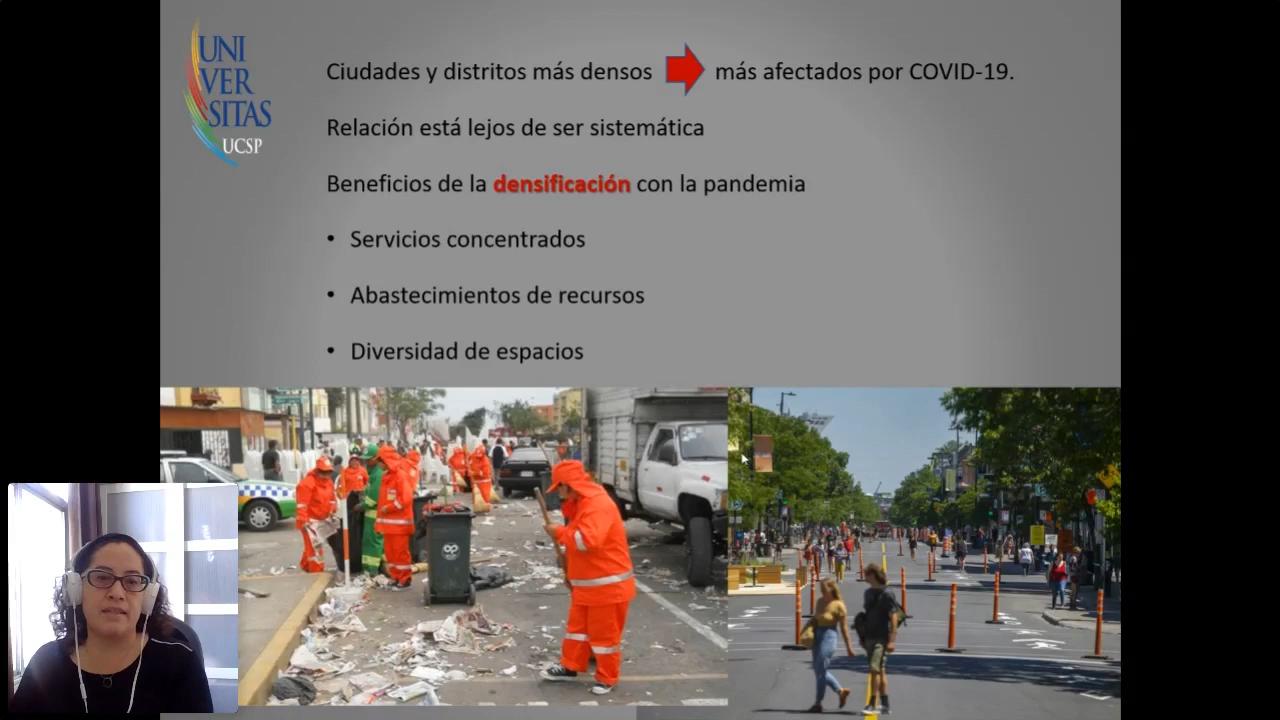 UNI
VER
SITAS
UCSP
Ciudades y distritos más densos más afectados por COVID-19.
Relación está lejos de ser sistemática
Beneficios de la densificación con la pandemia
• Servicios concentrados
• Abastecimientos de recursos
• Diversidad de espacios